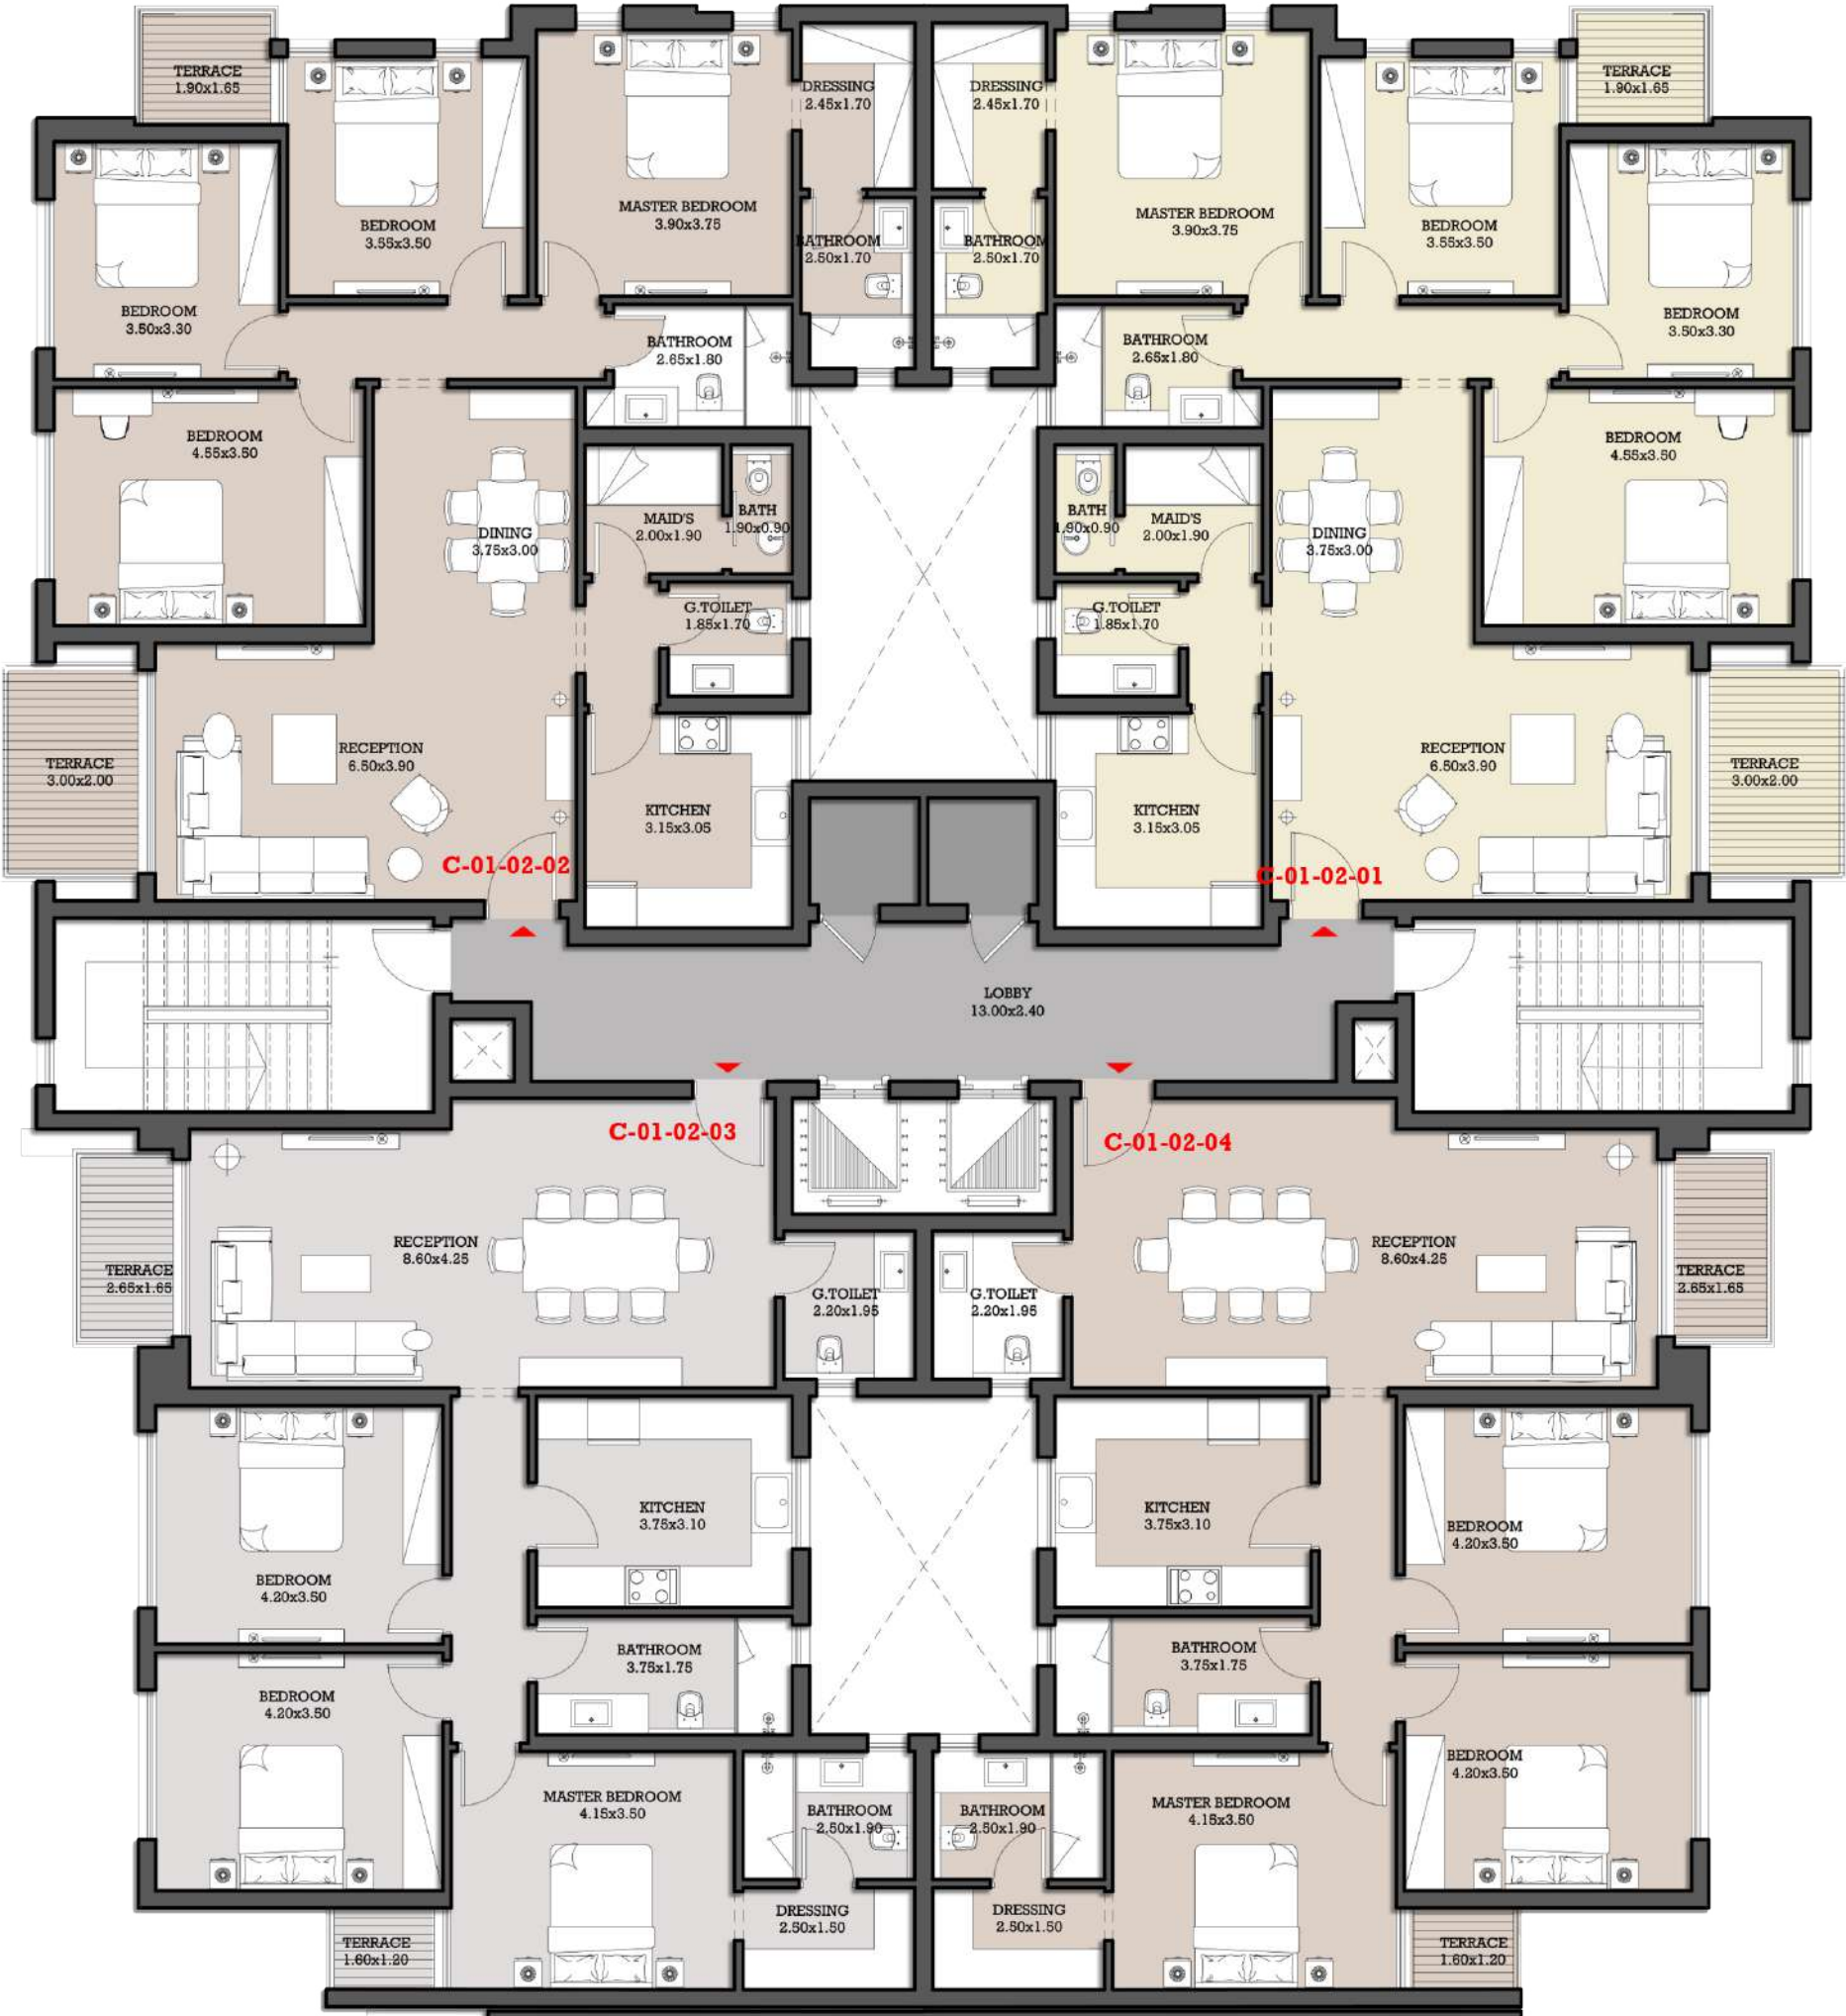 TERRACE
1.90x1.65
BEDROOM
3.55x3.50
MASTER BEDROOM
3.90x3.75
DRESSING
2.45x1.70
DRESSING
2.45x1.70
MASTER BEDROOM
3.90x3.75
BEDROOM
3.55x3.50
TERRACE
1.90x1.65
BATHROOM
2.50x1.70
BATHROOM
2.50x1.70
BEDROOM
3.50x3.30
BATHROOM
2.65x1.80
BATHROOM
2.65x1.80
BEDROOM
3.50x3.30
BEDROOM
4.55x3.50
DINING
3.75x3.00
MAID'S
2.00x1.90
BATH
1.90x0.90
BATH
1.90x0.90
MAID'S
2.00x1.90
DINING
3.75x3.00
BEDROOM
4.55x3.50
G.TOILET
1.85x1.70
G.TOILET
1.85x1.70
TERRACE
3.00x2.00
RECEPTION
6.50x3.90
KITCHEN
3.15x3.05
KITCHEN
3.15x3.05
RECEPTION
6.50x3.90
TERRACE
3.00x2.00
C-01-02-02
C-01-02-01
LOBBY
13.00x2.40
C-01-02-03
C-01-02-04
TERRACE
2.65x1.65
RECEPTION
8.60x4.25
G.TOILET
2.20x1.95
G.TOILET
2.20x1.95
RECEPTION
8.60x4.25
TERRACE
2.65x1.65
BEDROOM
4.20x3.50
KITCHEN
3.75x3.10
KITCHEN
3.75x3.10
BEDROOM
4.20x3.50
BATHROOM
3.75x1.75
BATHROOM
3.75x1.75
BEDROOM
4.20x3.50
BEDROOM
4.20x3.50
MASTER BEDROOM
4.15x3.50
BATHROOM
2.50x1.90
BATHROOM
2.50x1.90
MASTER BEDROOM
4.15x3.50
DRESSING
2.50x1.50
DRESSING
2.50x1.50
TERRACE
1.60x1.20
TERRACE
1.60x1.20